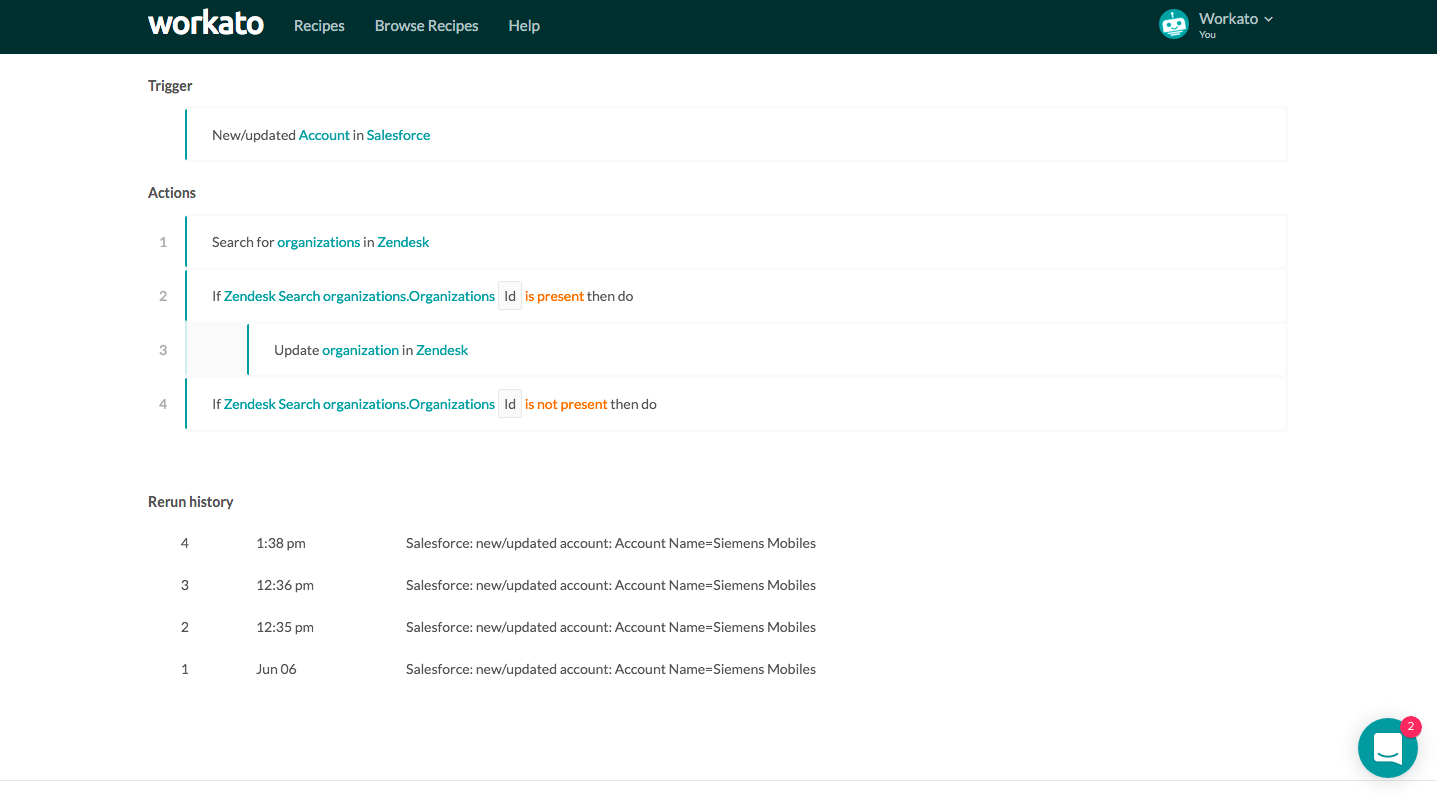 workato Recipes Browse Recipes Help Workato
You
Trigger
New/updated Account in Salesforce
Actions
1 Search for organizations in Zendesk
2 If Zendesk Search organizations.Organizations Id is present then do
3 Update organization in Zendesk
4 If Zendesk Search organizations.Organizations Id is not present then do
Rerun history
4 1:38 pm Salesforce: new/updated account: Account Name=Siemens Mobiles
3 12:36 pm Salesforce: new/updated account: Account Name=Siemens Mobiles
2 12:35 pm Salesforce: new/updated account: Account Name=Siemens Mobiles
1 Jun 06 Salesforce: new/updated account: Account Name=Siemens Mobiles
2